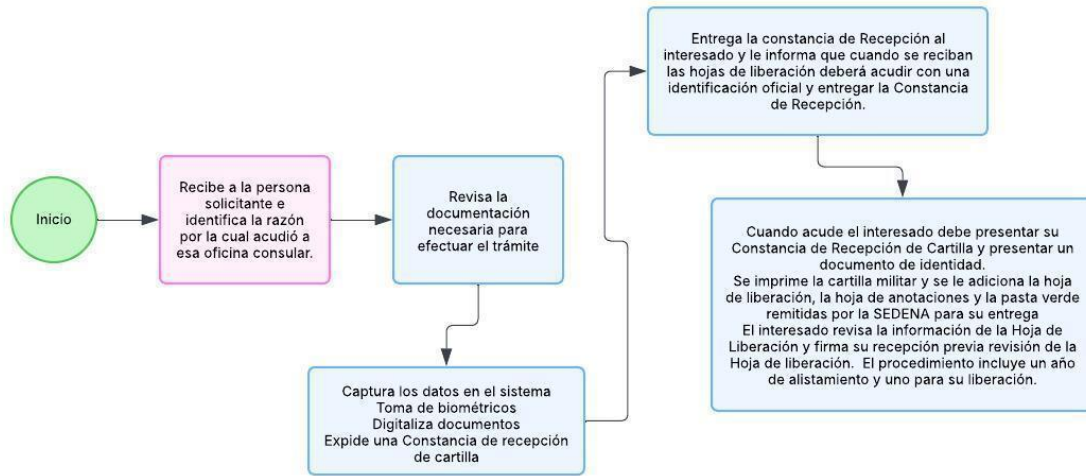 Inicio
Recibe a la persona
solicitante e
identifica la razón
por la cual acudió a
esa oficina consular.
Revisa la
documentación
necesaria para
efectuar el trámite
Captura los datos en el sistema
Toma de biométricos
Digitaliza documentos
Expide una Constancia de recepción
de cartilla
Entrega la constancia de Recepción al
interesado y le informa que cuando se reciban
las hojas de liberación deberá acudir con una
identificación oficial y entregar la Constancia
de Recepción.
Cuando acude el interesado debe presentar su
Constancia de Recepción de Cartilla y presentar un
documento de identidad.
Se imprime la cartilla militar y se le adiciona la hoja
de liberación, la hoja de anotaciones y la pasta verde
remitidas por la SEDENA para su entrega
El interesado revisa la información de la Hoja de
Liberación y firma su recepción previa revisión de la
Hoja de liberación. El procedimiento incluye un año
de alistamiento y uno para su liberación.